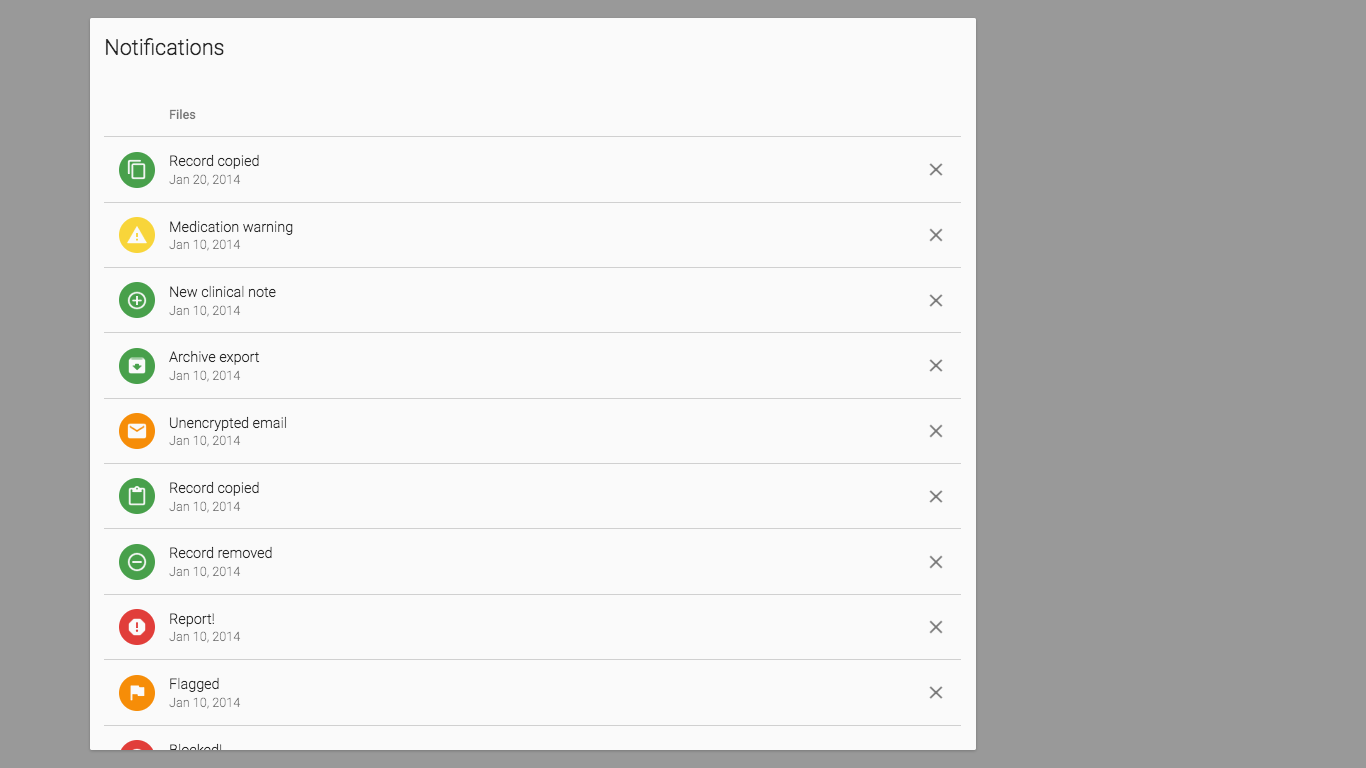 Notifications
Files
Record copied
Jan 20, 2014
Medication warning
Jan 10, 2014
New clinical note
Jan 10, 2014
Archive export
Jan 10, 2014
Unencrypted email
Jan 10, 2014
Record copied
Jan 10, 2014
Record removed
Jan 10, 2014
Report!
Jan 10, 2014
Flagged
Jan 10, 2014
Blocked!